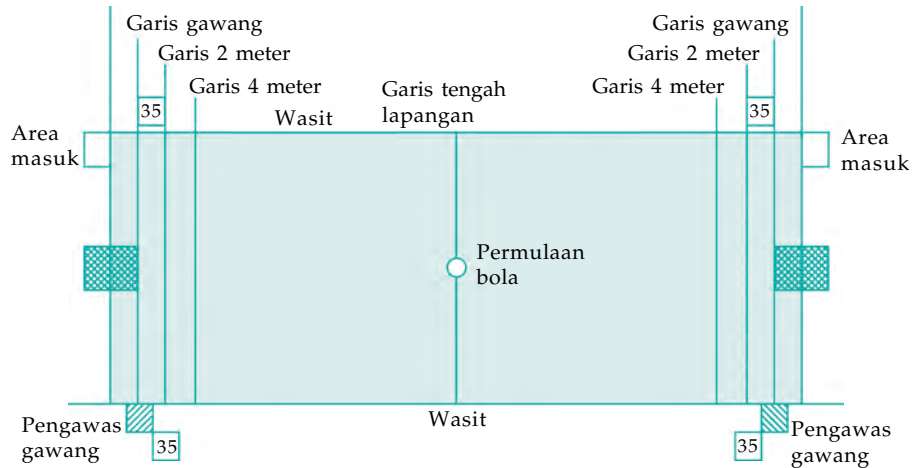 Garis gawang
Garis 2 meter
Garis 4 meter
35
Wasit
Garis tengah
lapangan
Garis gawang
Garis 2 meter
Garis 4 meter
35
Area
masuk
Area
masuk
Permulaan
bola
Pengawas
gawang
35
Wasit
35
Pengawas
gawang